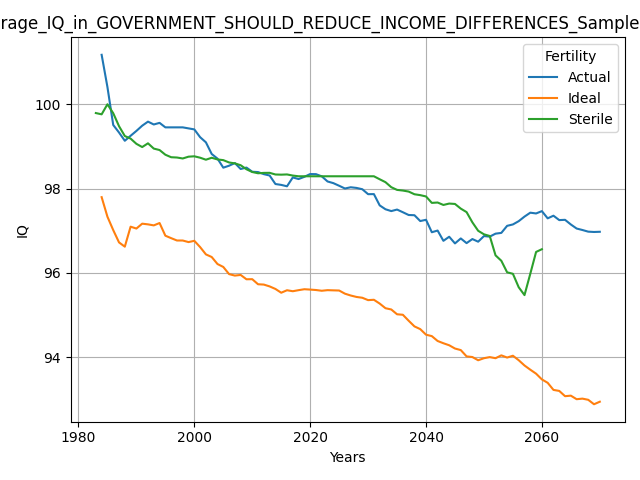 rage_IQ_in_GOVERNMENT_SHOULD_REDUCE_INCOME_DIFFERENCES_Sample
Fertility
Actual
Ideal
Sterile
100
98
96
94
IQ
1980 2000 2020 2040 2060
Years